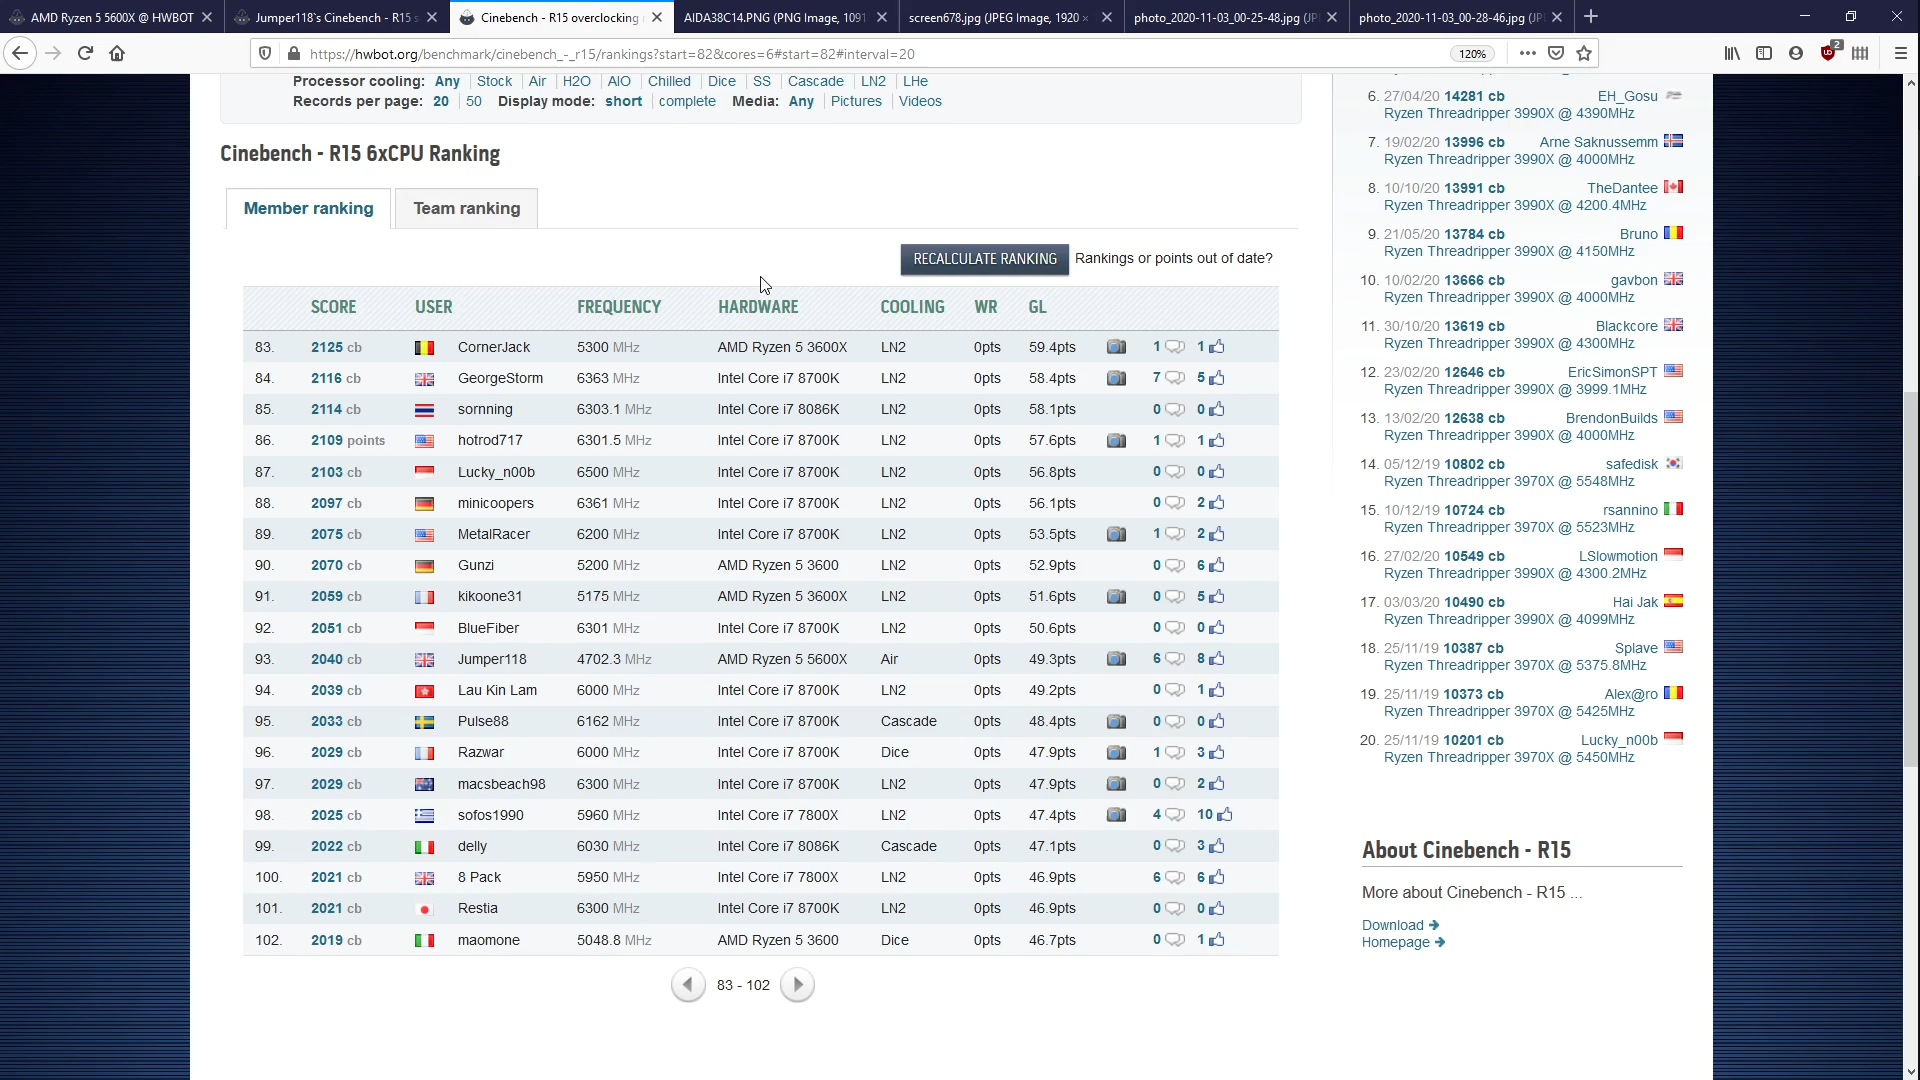 AMD Ryzen 5 5600X @ HWBOT
Jumper118`s Cinebench - R15 s
Cinebench - R15 overclocking
AIDA38C14.PNG (PNG Image, 1091
screen678.jpg (JPEG Image, 1920 ×
photo_2020-11-03_00-25-48.jpg (JP
photo_2020-11-03_00-28-46.jpg (JP
https://hwbot.org/benchmark/cinebench_-_r15/rankings?start=82&cores=6#start=82#interval=20
120%
2
Processor cooling: Any Stock Air H2O AIO Chilled Dice SS Cascade LN2 LHe
Records per page: 20 50 Display mode: short complete Media: Any Pictures Videos
Cinebench - R15 6xCPU Ranking
Member ranking
Team ranking
RECALCULATE RANKING Rankings or points out of date?
SCORE USER FREQUENCY HARDWARE COOLING WR GL
83. 2125 cb CornerJack 5300 MHz AMD Ryzen 5 3600X LN2 0pts 59.4pts 1 1
84. 2116 cb GeorgeStorm 6363 MHz Intel Core i7 8700K LN2 0pts 58.4pts 7 5
85. 2114 cb sornning 6303.1 MHz Intel Core i7 8086K LN2 0pts 58.1pts 0 0
86. 2109 points hotrod717 6301.5 MHz Intel Core i7 8700K LN2 0pts 57.6pts 1 1
87. 2103 cb Lucky_n00b 6500 MHz Intel Core i7 8700K LN2 0pts 56.8pts 0 0
88. 2097 cb minicoopers 6361 MHz Intel Core i7 8700K LN2 0pts 56.1pts 0 2
89. 2075 cb MetalRacer 6200 MHz Intel Core i7 8700K LN2 0pts 53.5pts 1 2
90. 2070 cb Gunzi 5200 MHz AMD Ryzen 5 3600 LN2 0pts 52.9pts 0 6
91. 2059 cb kikoone31 5175 MHz AMD Ryzen 5 3600X LN2 0pts 51.6pts 0 5
92. 2051 cb BlueFiber 6301 MHz Intel Core i7 8700K LN2 0pts 50.6pts 0 0
93. 2040 cb Jumper118 4702.3 MHz AMD Ryzen 5 5600X Air 0pts 49.3pts 6 8
94. 2039 cb Lau Kin Lam 6000 MHz Intel Core i7 8700K LN2 0pts 49.2pts 0 1
95. 2033 cb Pulse88 6162 MHz Intel Core i7 8700K Cascade 0pts 48.4pts 0 0
96. 2029 cb Razwar 6000 MHz Intel Core i7 8700K Dice 0pts 47.9pts 1 3
97. 2029 cb macsbeach98 6300 MHz Intel Core i7 8700K LN2 0pts 47.9pts 0 2
98. 2025 cb sofos1990 5960 MHz Intel Core i7 7800X LN2 0pts 47.4pts 4 10
99. 2022 cb delly 6030 MHz Intel Core i7 8086K Cascade 0pts 47.1pts 0 3
100. 2021 cb 8 Pack 5950 MHz Intel Core i7 7800X LN2 0pts 46.9pts 6 6
101. 2021 cb Restia 6300 MHz Intel Core i7 8700K LN2 0pts 46.9pts 0 0
102. 2019 cb maomone 5048.8 MHz AMD Ryzen 5 3600 Dice 0pts 46.7pts 0 1
83 - 102
6. 27/04/20 14281 cb EH_Gosu
Ryzen Threadripper 3990X @ 4390MHz
7. 19/02/20 13996 cb Arne Saknussemm
Ryzen Threadripper 3990X @ 4000MHz
8. 10/10/20 13991 cb TheDantee
Ryzen Threadripper 3990X @ 4200.4MHz
9. 21/05/20 13784 cb Bruno
Ryzen Threadripper 3990X @ 4150MHz
10. 10/02/20 13666 cb gavbon
Ryzen Threadripper 3990X @ 4000MHz
11. 30/10/20 13619 cb Blackcore
Ryzen Threadripper 3990X @ 4300MHz
12. 23/02/20 12646 cb EricSimonSPT
Ryzen Threadripper 3990X @ 3999.1MHz
13. 13/02/20 12638 cb BrendonBuilds
Ryzen Threadripper 3990X @ 4000MHz
14. 05/12/19 10802 cb safedisk
Ryzen Threadripper 3970X @ 5548MHz
15. 10/12/19 10724 cb rsannino
Ryzen Threadripper 3970X @ 5523MHz
16. 27/02/20 10549 cb LSlowmotion
Ryzen Threadripper 3990X @ 4300.2MHz
17. 03/03/20 10490 cb Hai Jak
Ryzen Threadripper 3990X @ 4099MHz
18. 25/11/19 10387 cb Splave
Ryzen Threadripper 3970X @ 5375.8MHz
19. 25/11/19 10373 cb Alex@ro
Ryzen Threadripper 3970X @ 5425MHz
20. 25/11/19 10201 cb Lucky_n00b
Ryzen Threadripper 3970X @ 5450MHz
About Cinebench - R15
More about Cinebench - R15 ...
Download
Homepage